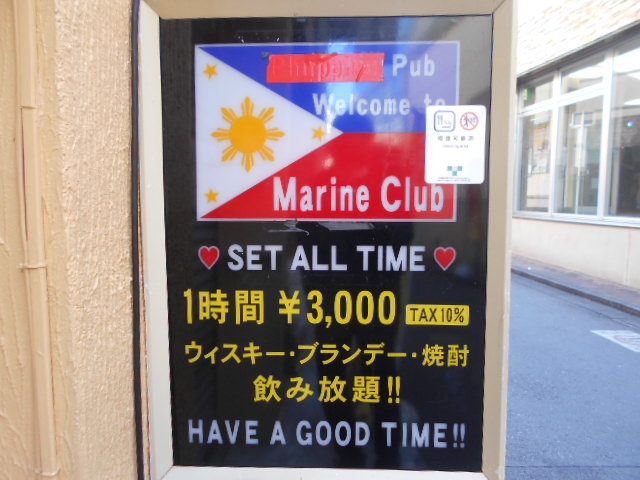 Pub
Welcome to
Marine Club
SET ALL TIME
1時間 ¥3,000 TAX10%
ウィスキー・ブランデー・焼酎
飲み放題!!
HAVE A GOOD TIME!!